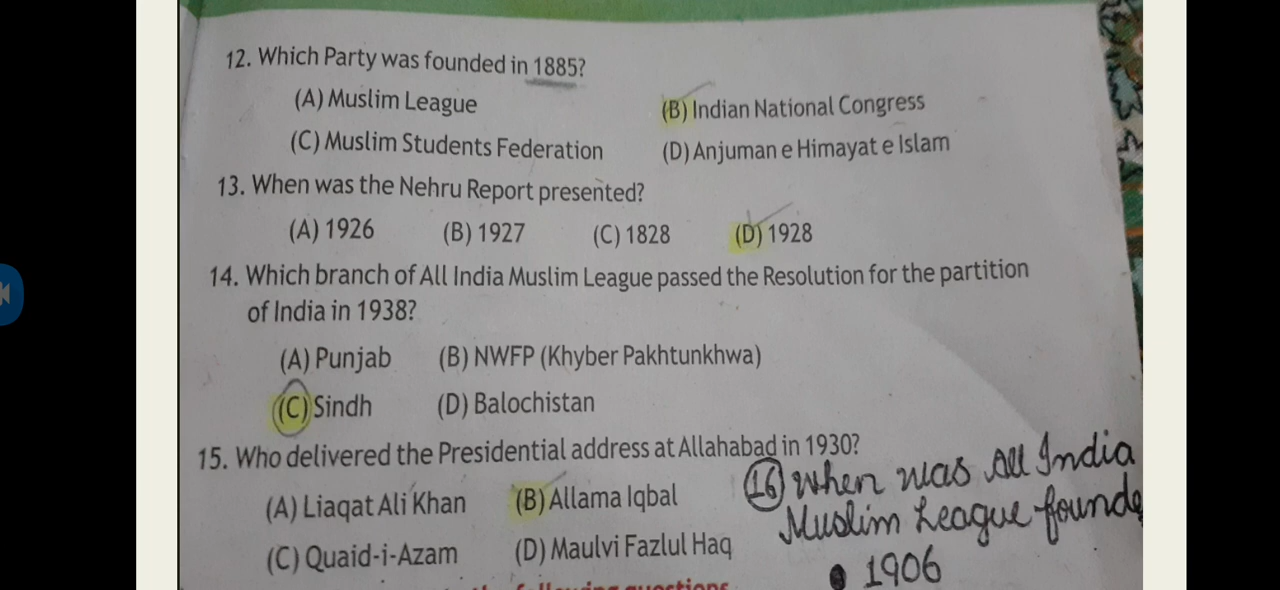 12. Which Party was founded in 1885?
(A) Muslim League (B) Indian National Congress
(C) Muslim Students Federation (D) Anjuman e Himayat e Islam
13. When was the Nehru Report presented?
(A) 1926 (B) 1927 (C) 1828 (D) 1928
14. Which branch of All India Muslim League passed the Resolution for the partition
of India in 1938?
(A) Punjab (B) NWFP (Khyber Pakhtunkhwa)
(C) Sindh (D) Balochistan
15. Who delivered the Presidential address at Allahabad in 1930?
(A) Liaqat Ali Khan (B) Allama Iqbal
(C) Quaid-i-Azam (D) Maulvi Fazlul Haq
16 When was All India
Muslim League founde
• 1906
following questions